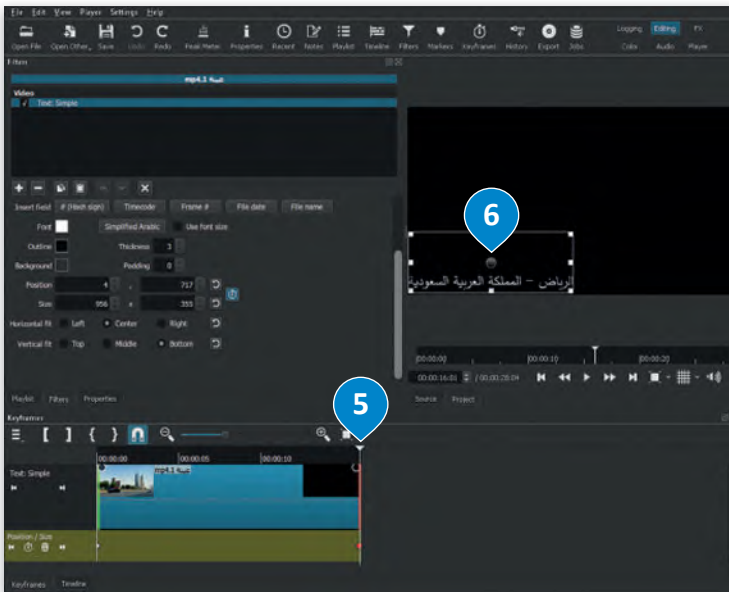 File Edit View Player Settings Help
Open File Open Other... Save Undo Redo Peak Meter Properties Recent Notes Playlist Timeline Filters Markers Keyframes History Export Jobs
Logging Editing FX
Color Audio Player
Filters
عينة 1.mp4
Video
✓ Text: Simple
Insert field # (Hash sign) Timecode Frame # File date File name
Font Simplified Arabic Use font size
Outline Thickness 3
Background Padding 0
Position 4 , 717
Size 956 x 355
Horizontal fit Left Center Right
Vertical fit Top Middle Bottom
Playlist Filters Properties
6
الرياض – المملكة العربية السعودية
00:00:00 00:00:10 00:00:20
00:00:16:01 / 00:00:28:04
Source Project
5
Keyframes
00:00:00 00:00:05 00:00:10
Text: Simple
عينة 1.mp4
Position / Size
Keyframes Timeline